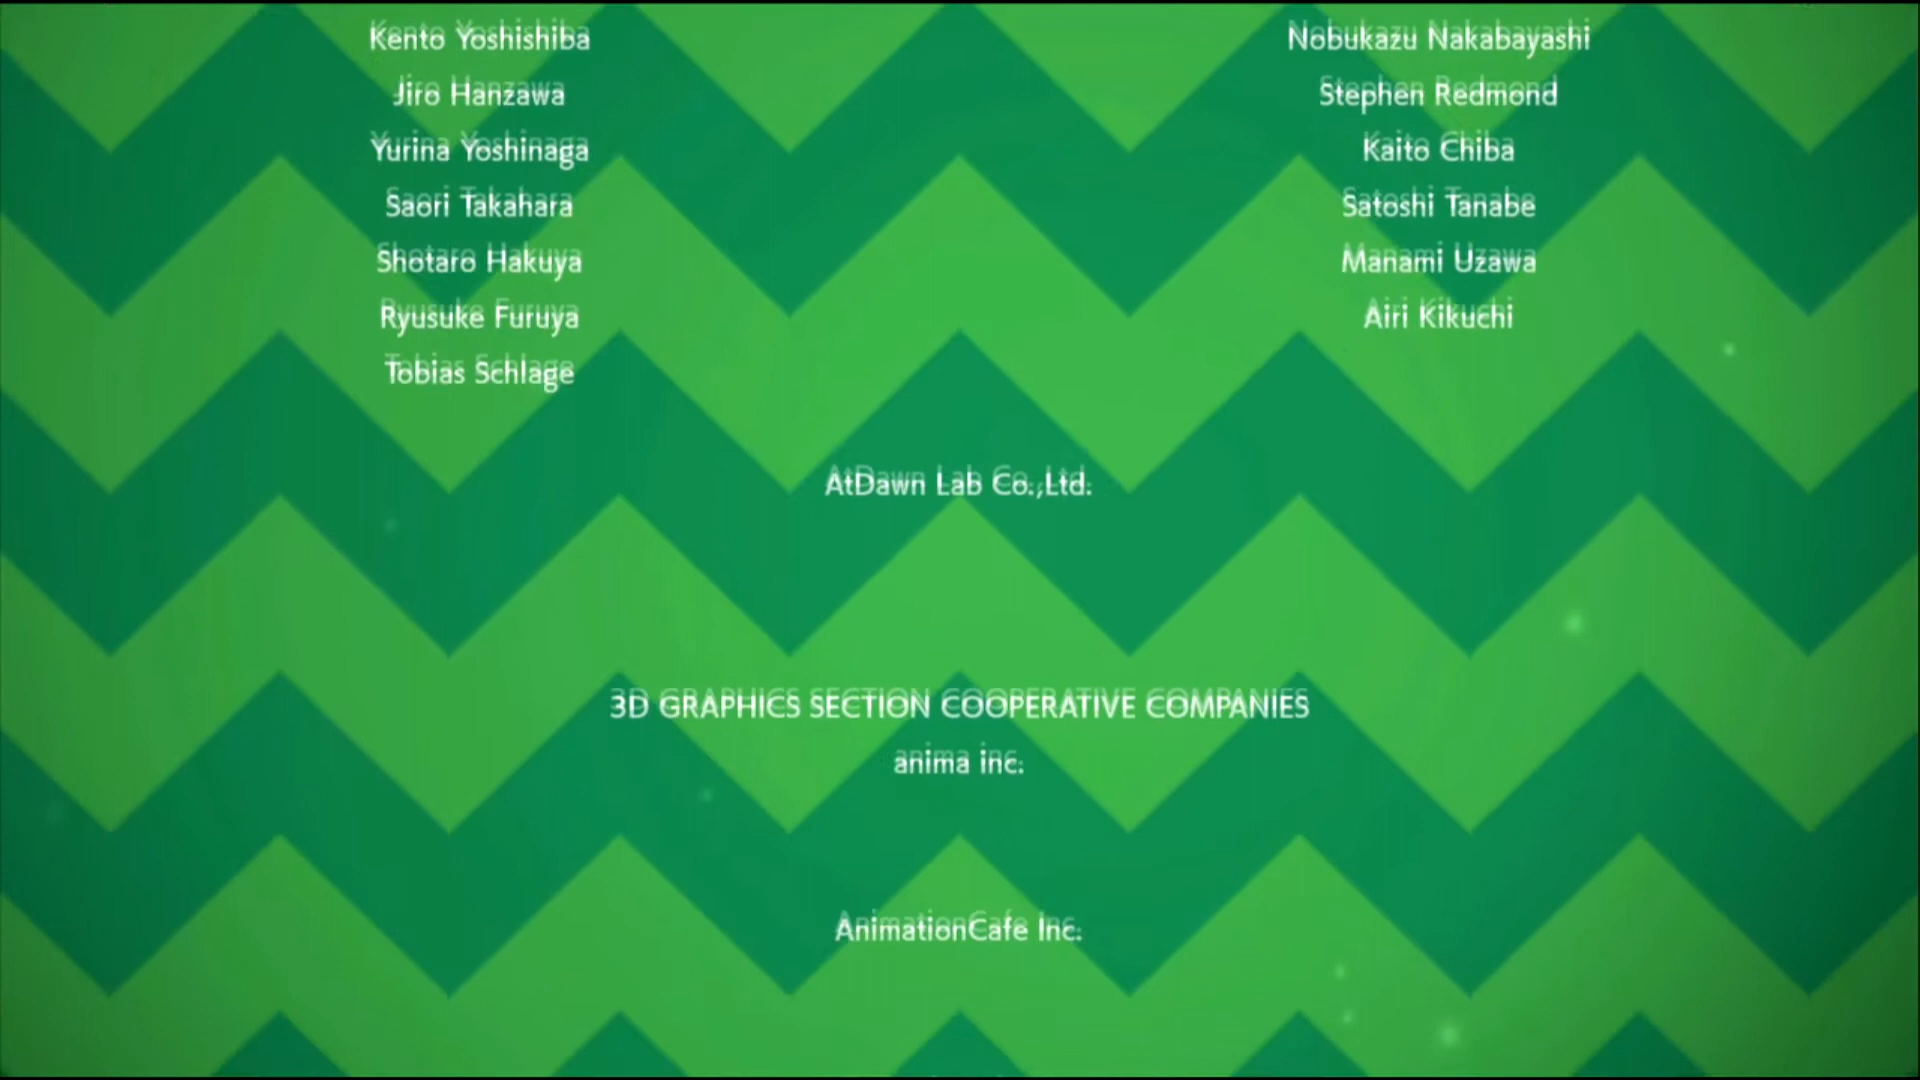 Kento Yoshishiba
Nobukazu Nakabayashi
Jiro Hanzawa
Stephen Redmond
Yurina Yoshinaga
Kaito Chiba
Saori Takahara
Satoshi Tanabe
Shotaro Hakuya
Manami Uzawa
Ryusuke Furuya
Airi Kikuchi
Tobias Schlage
AtDawn Lab Co.,Ltd.
3D GRAPHICS SECTION COOPERATIVE COMPANIES
anima inc.
AnimationCafe Inc.